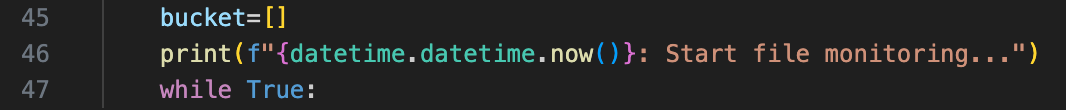 45 bucket=[]
46 print(f"{datetime.datetime.now()}: Start file monitoring...")
47 while True: